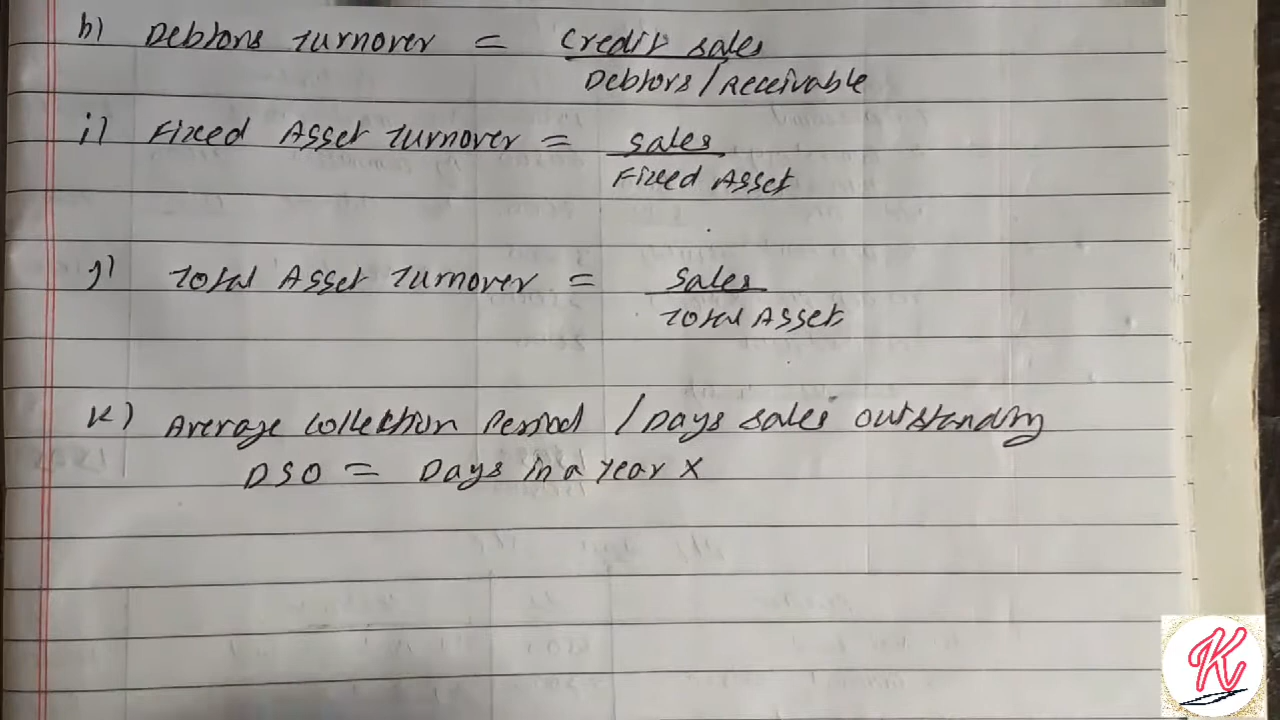 h) Debtors Turnover = Credit sales
Debtors / Receivable
i) Fixed Asset Turnover = Sales
Fixed Asset
j) Total Asset Turnover = Sales
Total Asset
K) Average Collection Period / Days sales outstanding
DSO = Days in a year X
K